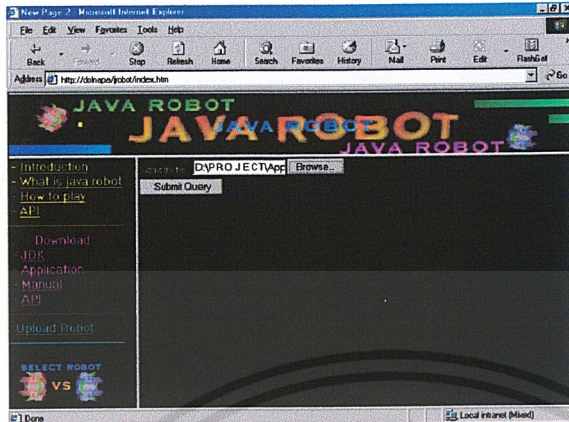 New Page 2 - Microsoft Internet Explorer
File Edit View Favorites Tools Help
Back Forward Stop Refresh Home Search Favorites History Mail Print Edit FlashGet
Address http://dolnapa/jrobot/index.htm Go
JAVA ROBOT
JAVA ROBOT
JAVA ROBOT
JAVA ROBOT
- Introduction
- What is java robot
- How to play
- API
Download
- JDK
- Application
- Manual
- API
Upload Robot
SELECT ROBOT
VS
D:\PROJECT\App Browse...
Submit Query
Done Local intranet (Mixed)